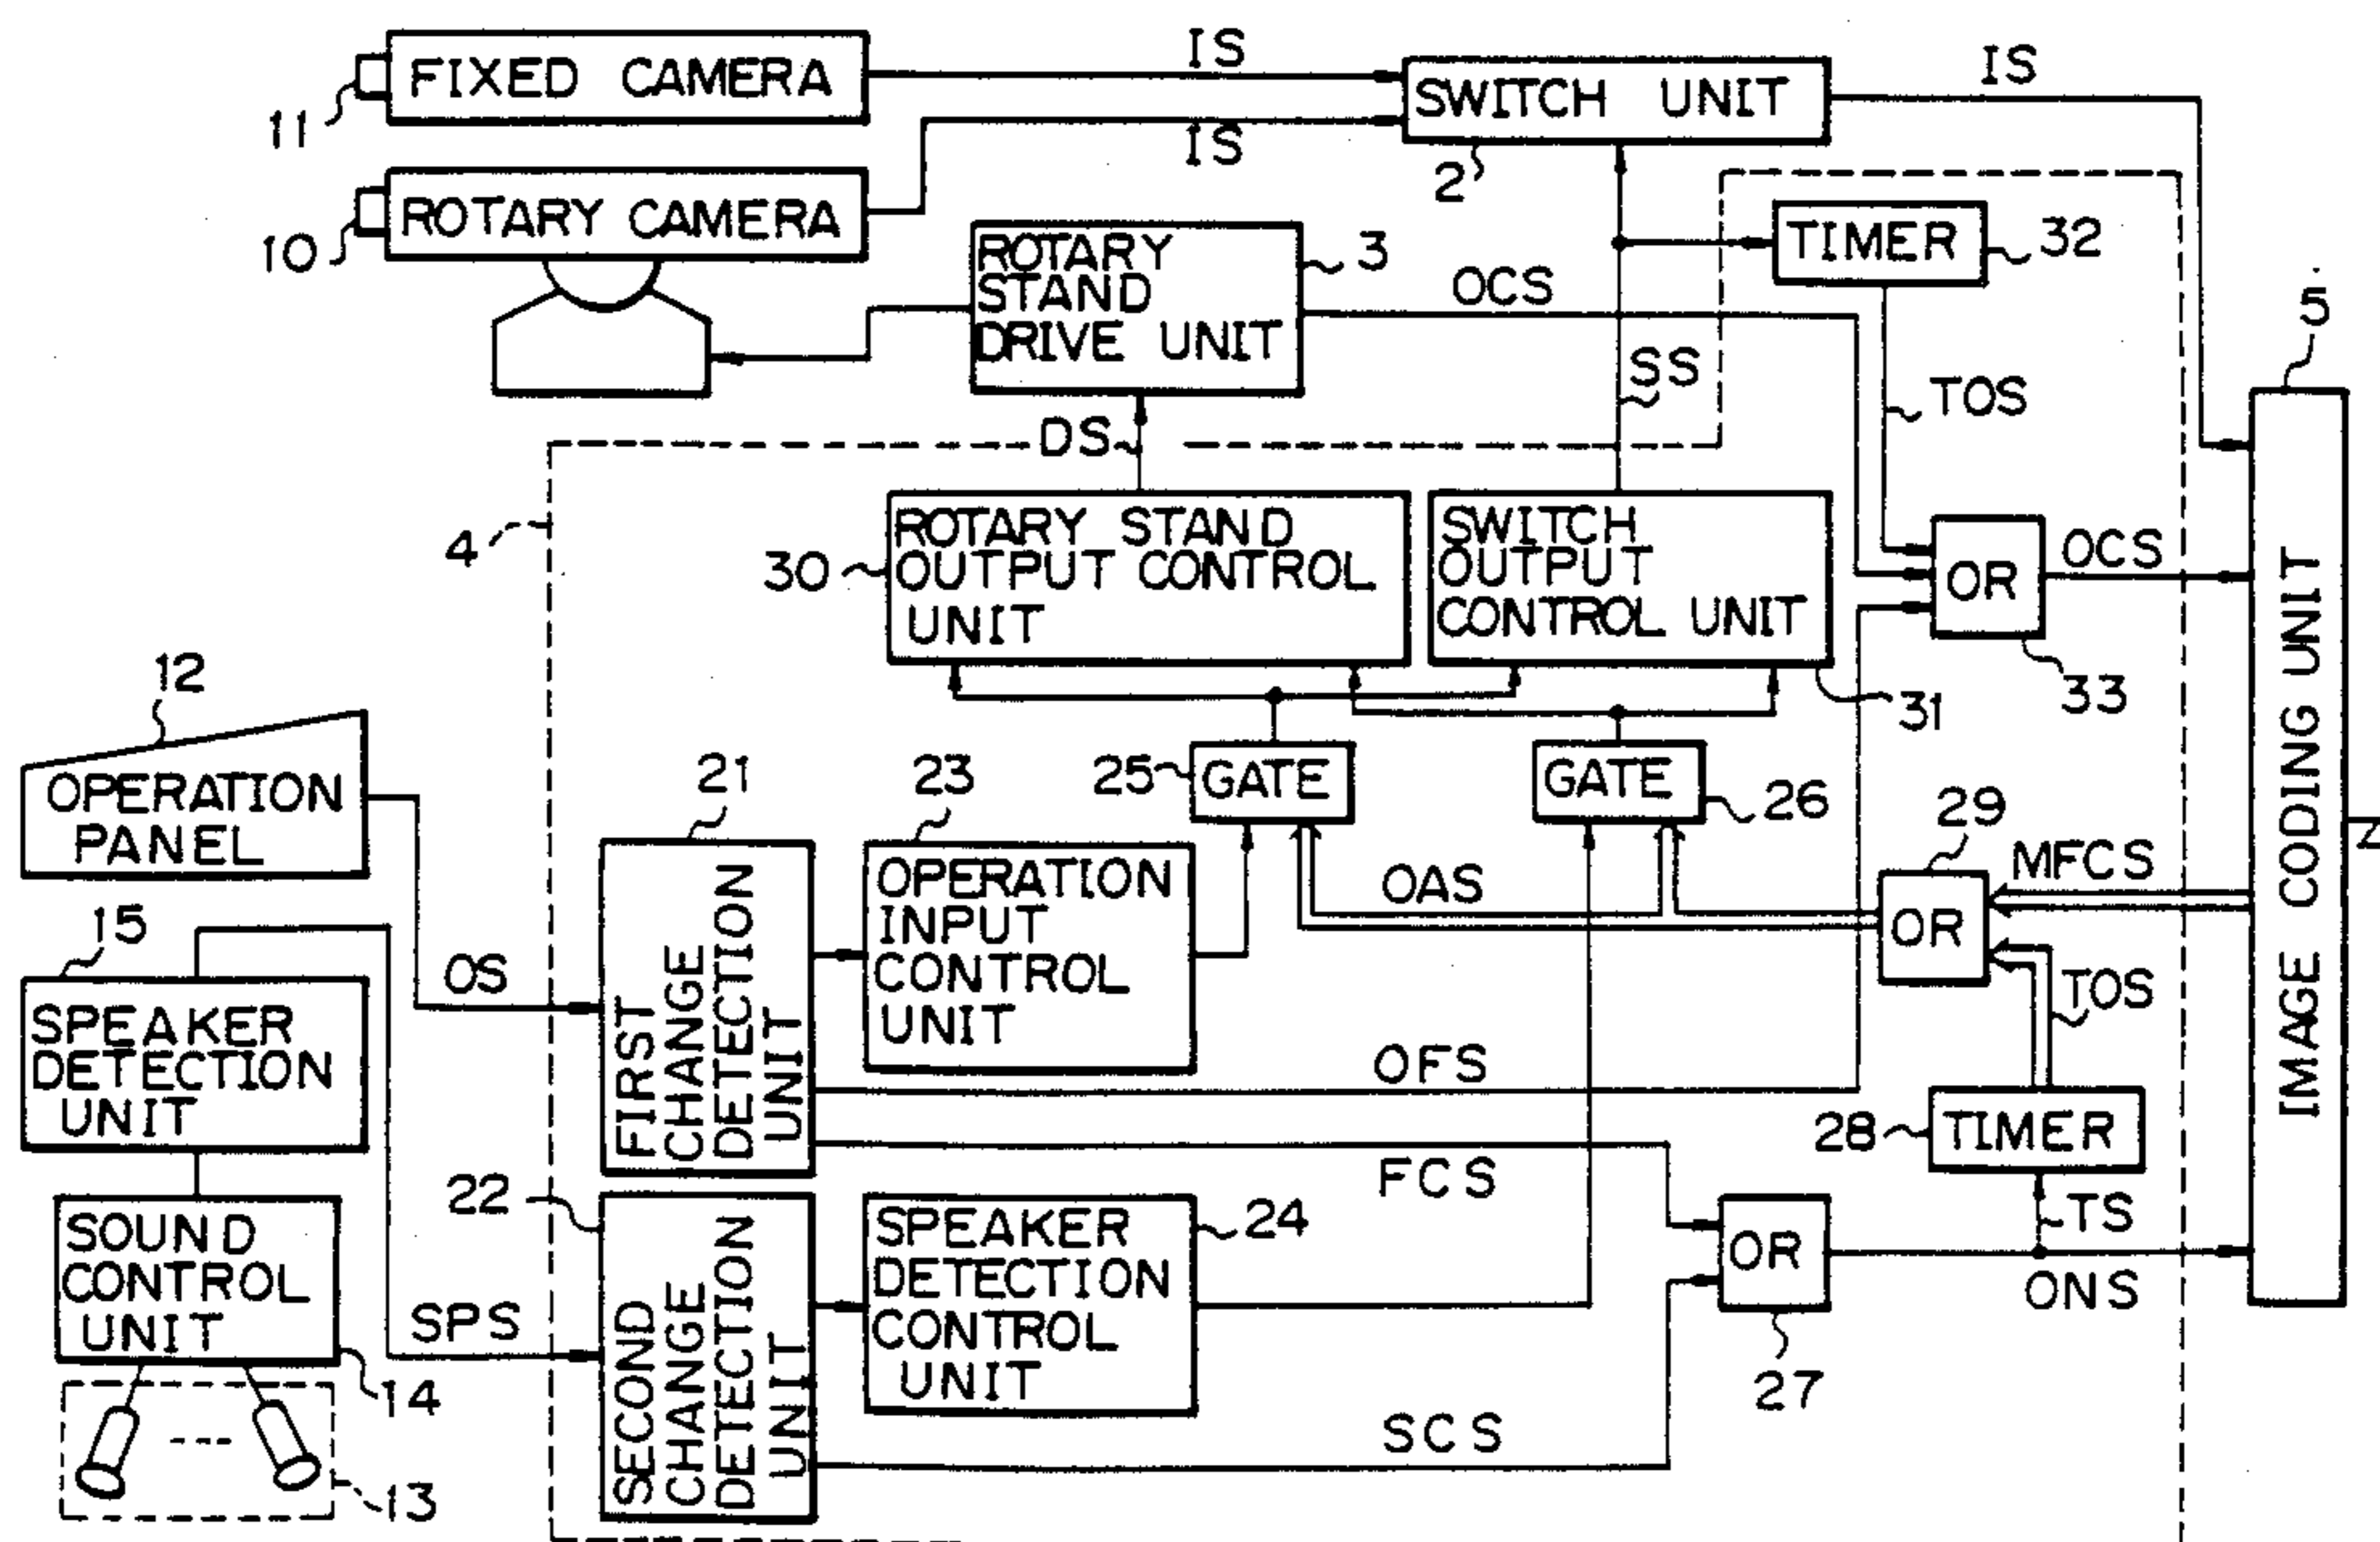 FIXED CAMERA
11
IS
SWITCH UNIT
2
IS
IS
ROTARY CAMERA
10
ROTARY
STAND
DRIVE UNIT
3
OCS
SS
TIMER
32
TOS
5
DS
4
ROTARY STAND
OUTPUT CONTROL
UNIT
30
SWITCH
OUTPUT
CONTROL UNIT
31
OR
33
OCS
IMAGE CODING UNIT
12
OPERATION
PANEL
OS
21
FIRST
CHANGE
DETECTION
UNIT
23
OPERATION
INPUT
CONTROL
UNIT
25
GATE
GATE
26
OAS
29
OR
MFCS
TOS
15
SPEAKER
DETECTION
UNIT
OFS
FCS
28
TIMER
TS
ONS
SOUND
CONTROL
UNIT
14
SPS
13
22
SECOND
CHANGE
DETECTION
UNIT
SPEAKER
DETECTION
CONTROL
UNIT
24
SCS
OR
27